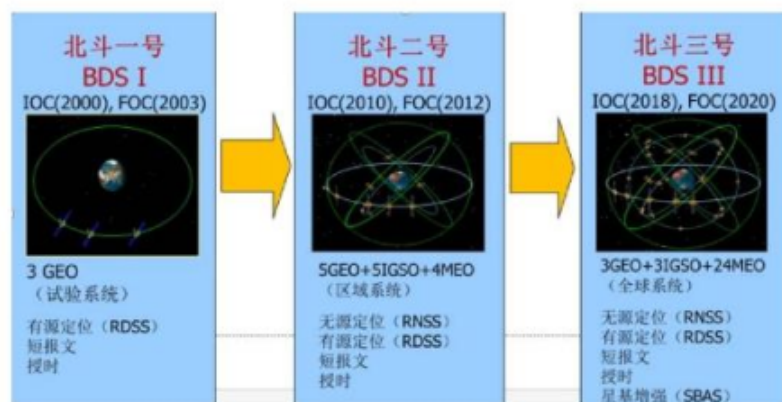 北斗一号
BDS I
IOC(2000), FOC(2003)
3 GEO
（试验系统）
有源定位（RDSS）
短报文
授时
北斗二号
BDS II
IOC(2010), FOC(2012)
5GEO+5IGSO+4MEO
（区域系统）
无源定位（RNSS）
有源定位（RDSS）
短报文
授时
北斗三号
BDS III
IOC(2018), FOC(2020)
3GEO+3IGSO+24MEO
（全球系统）
无源定位（RNSS）
有源定位（RDSS）
短报文
授时
星基增强（SBAS）